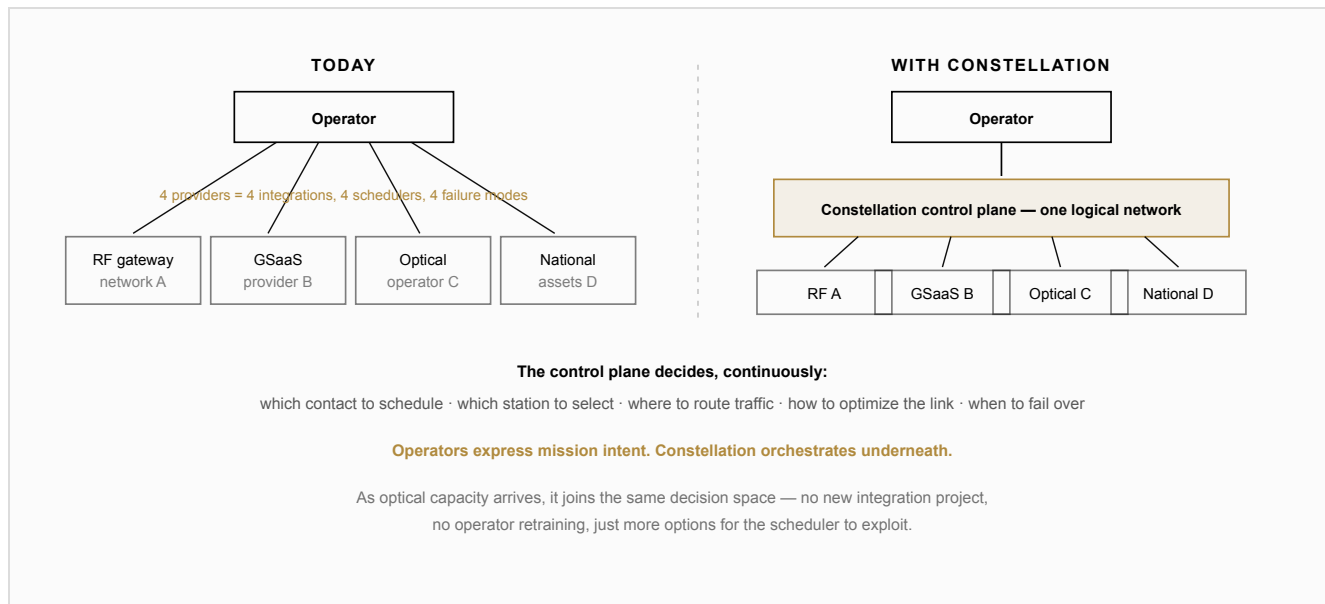 TODAY
Operator
4 providers = 4 integrations, 4 schedulers, 4 failure modes
RF gateway
network A
GSaaS
provider B
Optical
operator C
National
assets D
WITH CONSTELLATION
Operator
Constellation control plane — one logical network
RF A
GSaaS B
Optical C
National D
The control plane decides, continuously:
which contact to schedule · which station to select · where to route traffic · how to optimize the link · when to fail over
Operators express mission intent. Constellation orchestrates underneath.
As optical capacity arrives, it joins the same decision space — no new integration project,
no operator retraining, just more options for the scheduler to exploit.